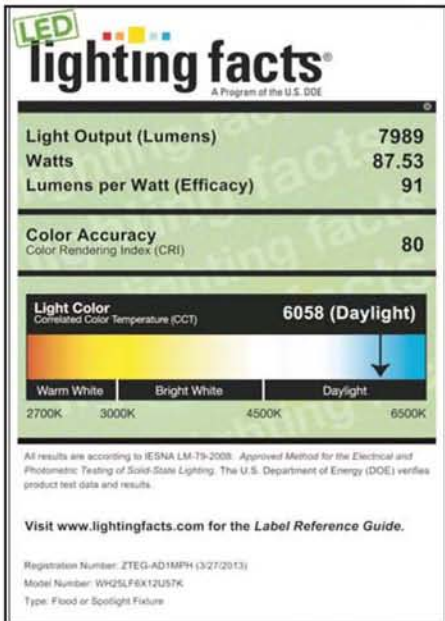 LED
lighting facts®
A Program of the U.S. DOE
Light Output (Lumens) 7989
Watts 87.53
Lumens per Watt (Efficacy) 91
Color Accuracy 80
Color Rendering Index (CRI)
Light Color 6058 (Daylight)
Correlated Color Temperature (CCT)
Warm White Bright White Daylight
2700K 3000K 4500K 6500K
All results are according to IESNA LM-79-2008: Approved Method for the Electrical and
Photometric Testing of Solid-State Lighting. The U.S. Department of Energy (DOE) verifies
product test data and results.
Visit www.lightingfacts.com for the Label Reference Guide.
Registration Number: ZTEG-AD1MPH (3/27/2013)
Model Number: WH25LF6X12U57K
Type: Flood or Spotlight Fixture